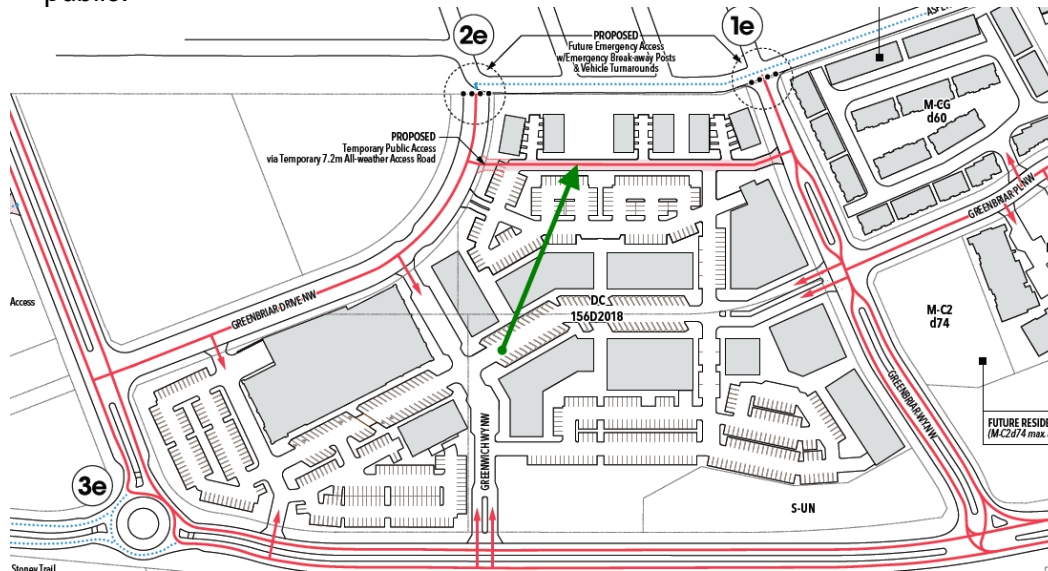 public.
2e
1e
PROPOSED
Future Emergency Access
w/Emergency Break-away Posts
& Vehicle Turnarounds
M-CG
d60
PROPOSED
Temporary Public Access
via Temporary 7.2m All-weather Access Road
GREENBRIAR PL NW
Access
GREENBRIAR DRIVE NW
DC
156D2018
M-C2
d74
GREENBRIAR WY NW
GREENWICH WY NW
FUTURE RESIDE
(M-C2d74 max.
3e
S-UN
Stoney Trail